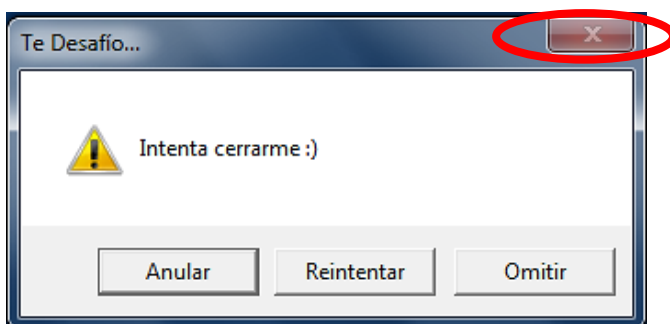 Te Desafío...
Intenta cerrarme :)
Anular Reintentar Omitir